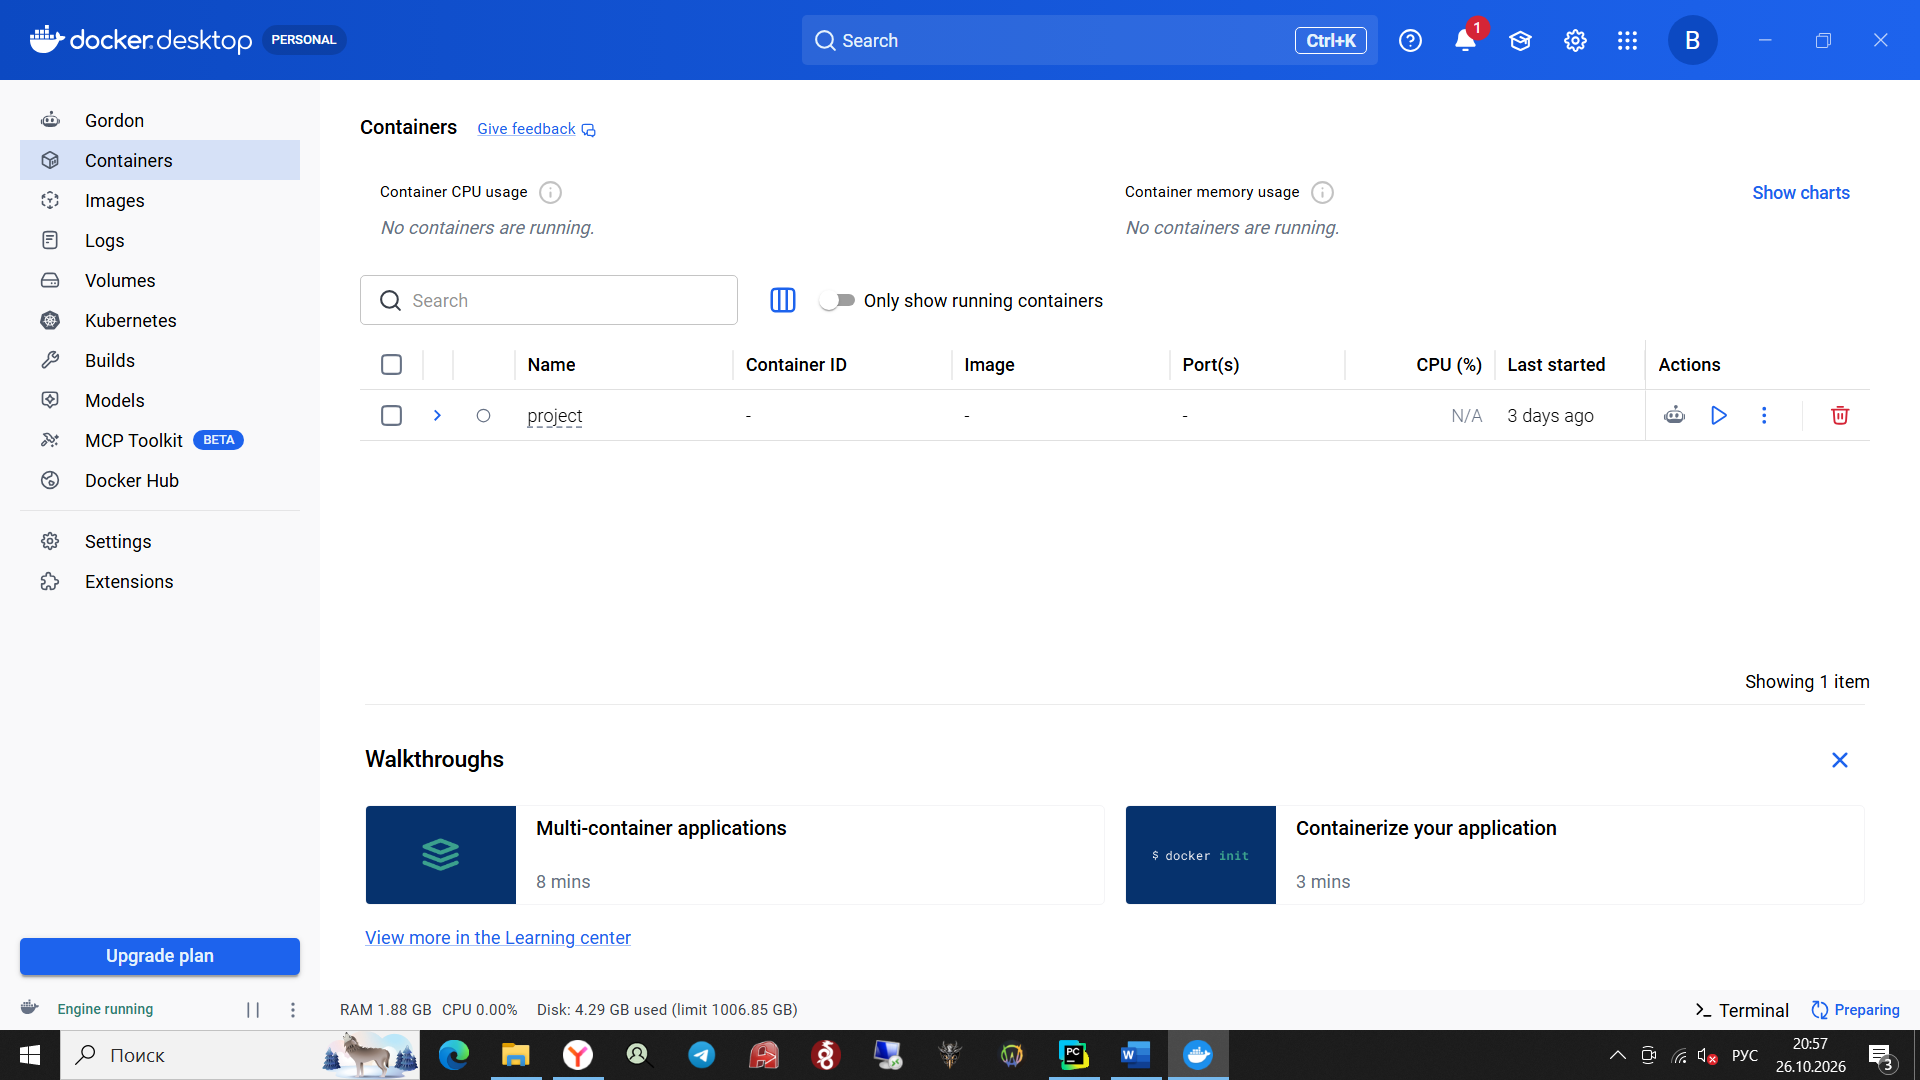 docker.desktop PERSONAL
Search Ctrl+K
1
B
Gordon
Containers
Images
Logs
Volumes
Kubernetes
Builds
Models
MCP Toolkit BETA
Docker Hub
Settings
Extensions
Upgrade plan
Containers Give feedback
Container CPU usage
No containers are running.
Container memory usage
No containers are running.
Show charts
Search
Only show running containers
Name Container ID Image Port(s) CPU (%) Last started Actions
project - - - N/A 3 days ago
Showing 1 item
Walkthroughs
Multi-container applications
8 mins
$ docker init
Containerize your application
3 mins
View more in the Learning center
Engine running
RAM 1.88 GB CPU 0.00% Disk: 4.29 GB used (limit 1006.85 GB)
Terminal
Preparing
Поиск
PC
W
РУС
20:57
26.10.2026
3